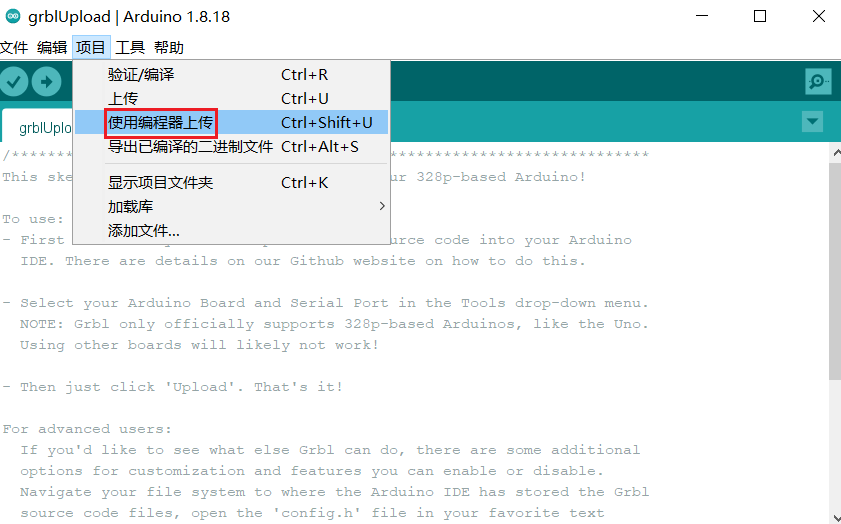 grblUpload | Arduino 1.8.18
文件 编辑 项目 工具 帮助
验证/编译 Ctrl+R
上传 Ctrl+U
使用编程器上传 Ctrl+Shift+U
导出已编译的二进制文件 Ctrl+Alt+S
显示项目文件夹 Ctrl+K
加载库
添加文件...
grblUplo
This ske ur 328p-based Arduino!
To use:
- First urce code into your Arduino
IDE. There are details on our Github website on how to do this.
- Select your Arduino Board and Serial Port in the Tools drop-down menu.
NOTE: Grbl only officially supports 328p-based Arduinos, like the Uno.
Using other boards will likely not work!
- Then just click 'Upload'. That's it!
For advanced users:
If you'd like to see what else Grbl can do, there are some additional
options for customization and features you can enable or disable.
Navigate your file system to where the Arduino IDE has stored the Grbl
source code files, open the 'config.h' file in your favorite text